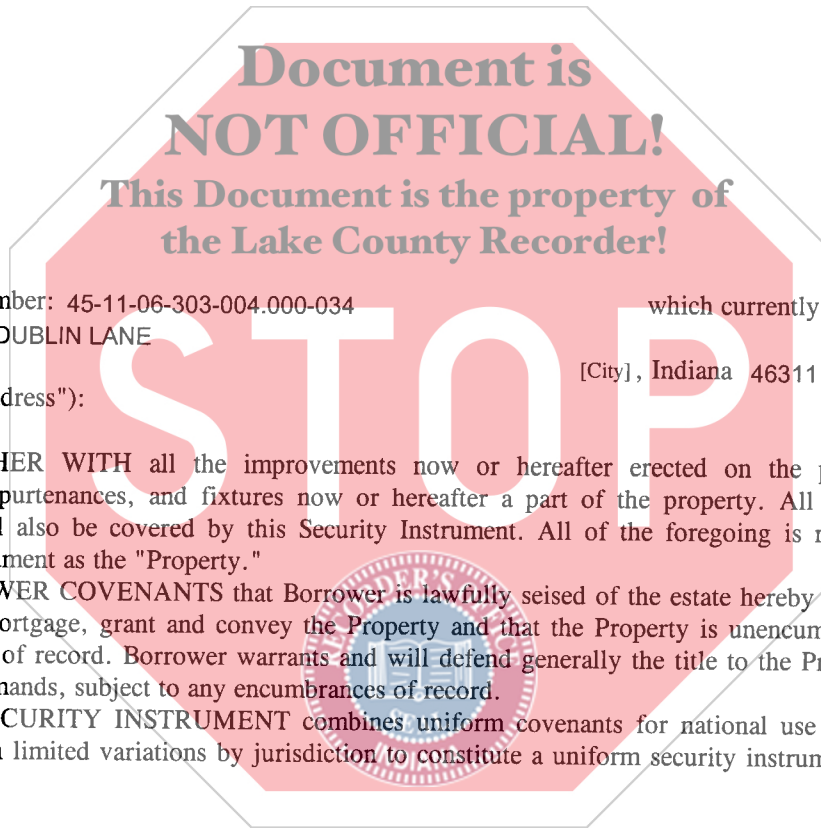 Document is
NOT OFFICIAL!
This Document is the property of
the Lake County Recorder!
mber: 45-11-06-303-004.000-034 which currently
DUBLIN LANE
[City], Indiana 46311
dress"):
STOP
HER WITH all the improvements now or hereafter erected on the p
purtenances, and fixtures now or hereafter a part of the property. All
l also be covered by this Security Instrument. All of the foregoing is r
ment as the "Property."
WER COVENANTS that Borrower is lawfully seised of the estate hereby
ortgage, grant and convey the Property and that the Property is unencum
of record. Borrower warrants and will defend generally the title to the Pr
nands, subject to any encumbrances of record.
CURITY INSTRUMENT combines uniform covenants for national use
n limited variations by jurisdiction to constitute a uniform security instrum
RECORDER'S OFFICE
SEAL
INDIANA